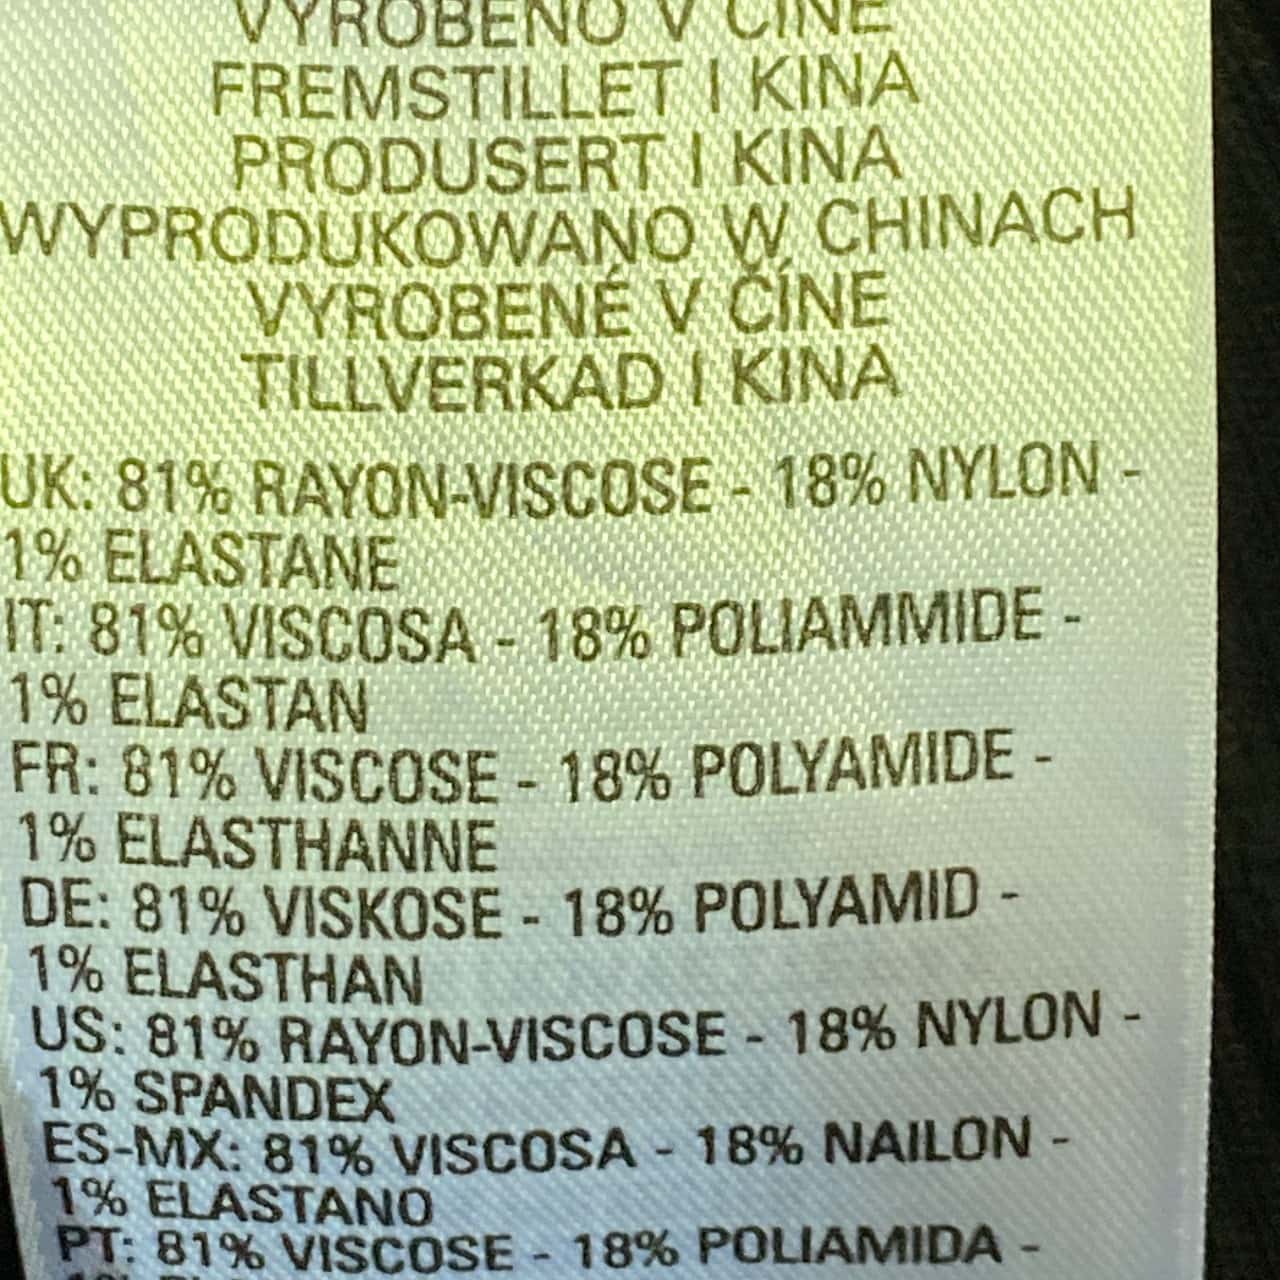 VYROBENO V ČÍNĚ
FREMSTILLET I KINA
PRODUSERT I KINA
WYPRODUKOWANO W CHINACH
VYROBENÉ V ČÍNE
TILLVERKAD I KINA
UK: 81% RAYON-VISCOSE - 18% NYLON -
1% ELASTANE
IT: 81% VISCOSA - 18% POLIAMMIDE -
1% ELASTAN
FR: 81% VISCOSE - 18% POLYAMIDE -
1% ELASTHANNE
DE: 81% VISKOSE - 18% POLYAMID -
1% ELASTHAN
US: 81% RAYON-VISCOSE - 18% NYLON -
1% SPANDEX
ES-MX: 81% VISCOSA - 18% NAILON -
1% ELASTANO
PT: 81% VISCOSE - 18% POLIAMIDA -